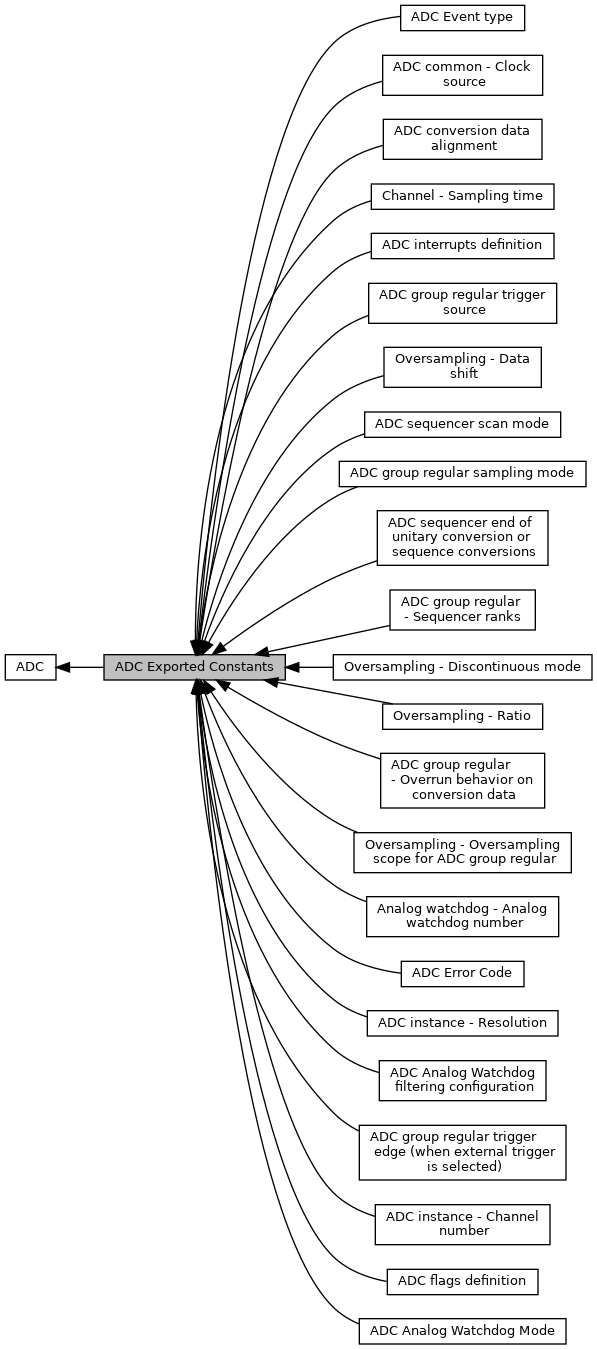 ADC Event type
ADC common - Clock
source
ADC conversion data
alignment
Channel - Sampling time
ADC interrupts definition
ADC group regular trigger
source
Oversampling - Data
shift
ADC sequencer scan mode
ADC group regular sampling mode
ADC sequencer end of
unitary conversion or
sequence conversions
ADC group regular
- Sequencer ranks
ADC
ADC Exported Constants
Oversampling - Discontinuous mode
Oversampling - Ratio
ADC group regular
- Overrun behavior on
conversion data
Oversampling - Oversampling
scope for ADC group regular
Analog watchdog - Analog
watchdog number
ADC Error Code
ADC instance - Resolution
ADC Analog Watchdog
filtering configuration
ADC group regular trigger
edge (when external trigger
is selected)
ADC instance - Channel
number
ADC flags definition
ADC Analog Watchdog Mode